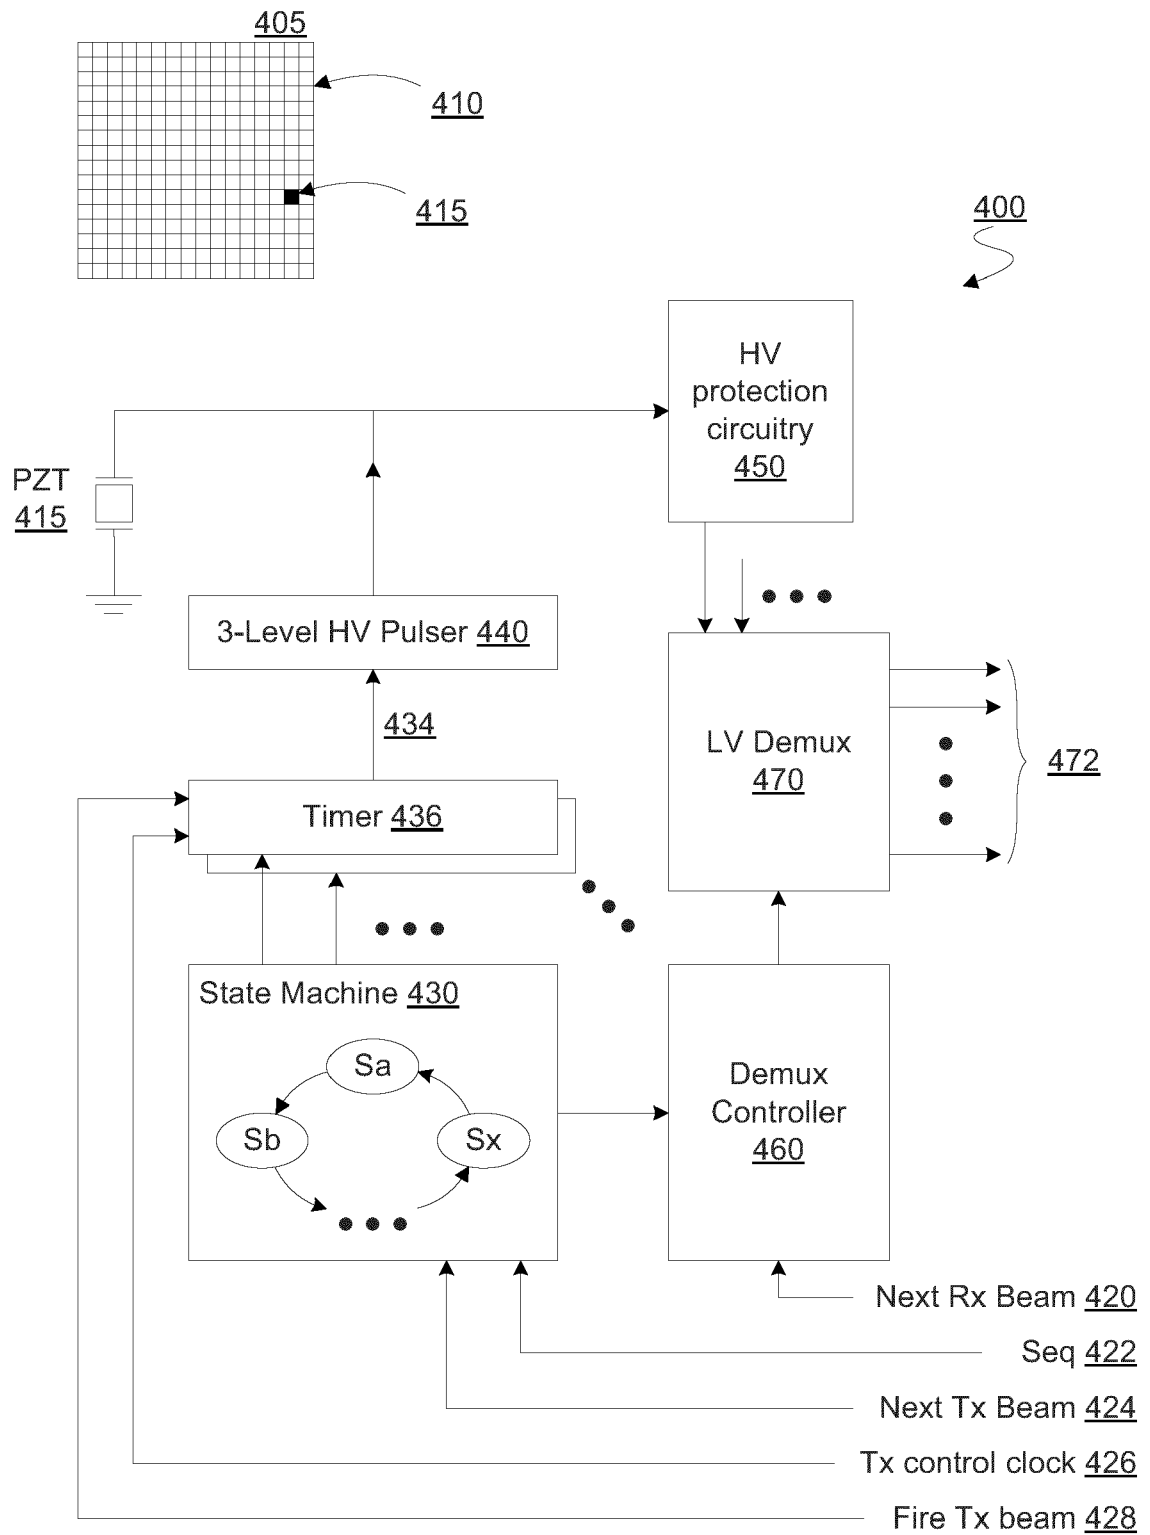 405
410
415
400
HV
protection
circuitry
450
PZT
415
3-Level HV Pulser 440
434
LV Demux
470
472
Timer 436
State Machine 430
Sa
Sb
Sx
Demux
Controller
460
Next Rx Beam 420
Seq 422
Next Tx Beam 424
Tx control clock 426
Fire Tx beam 428